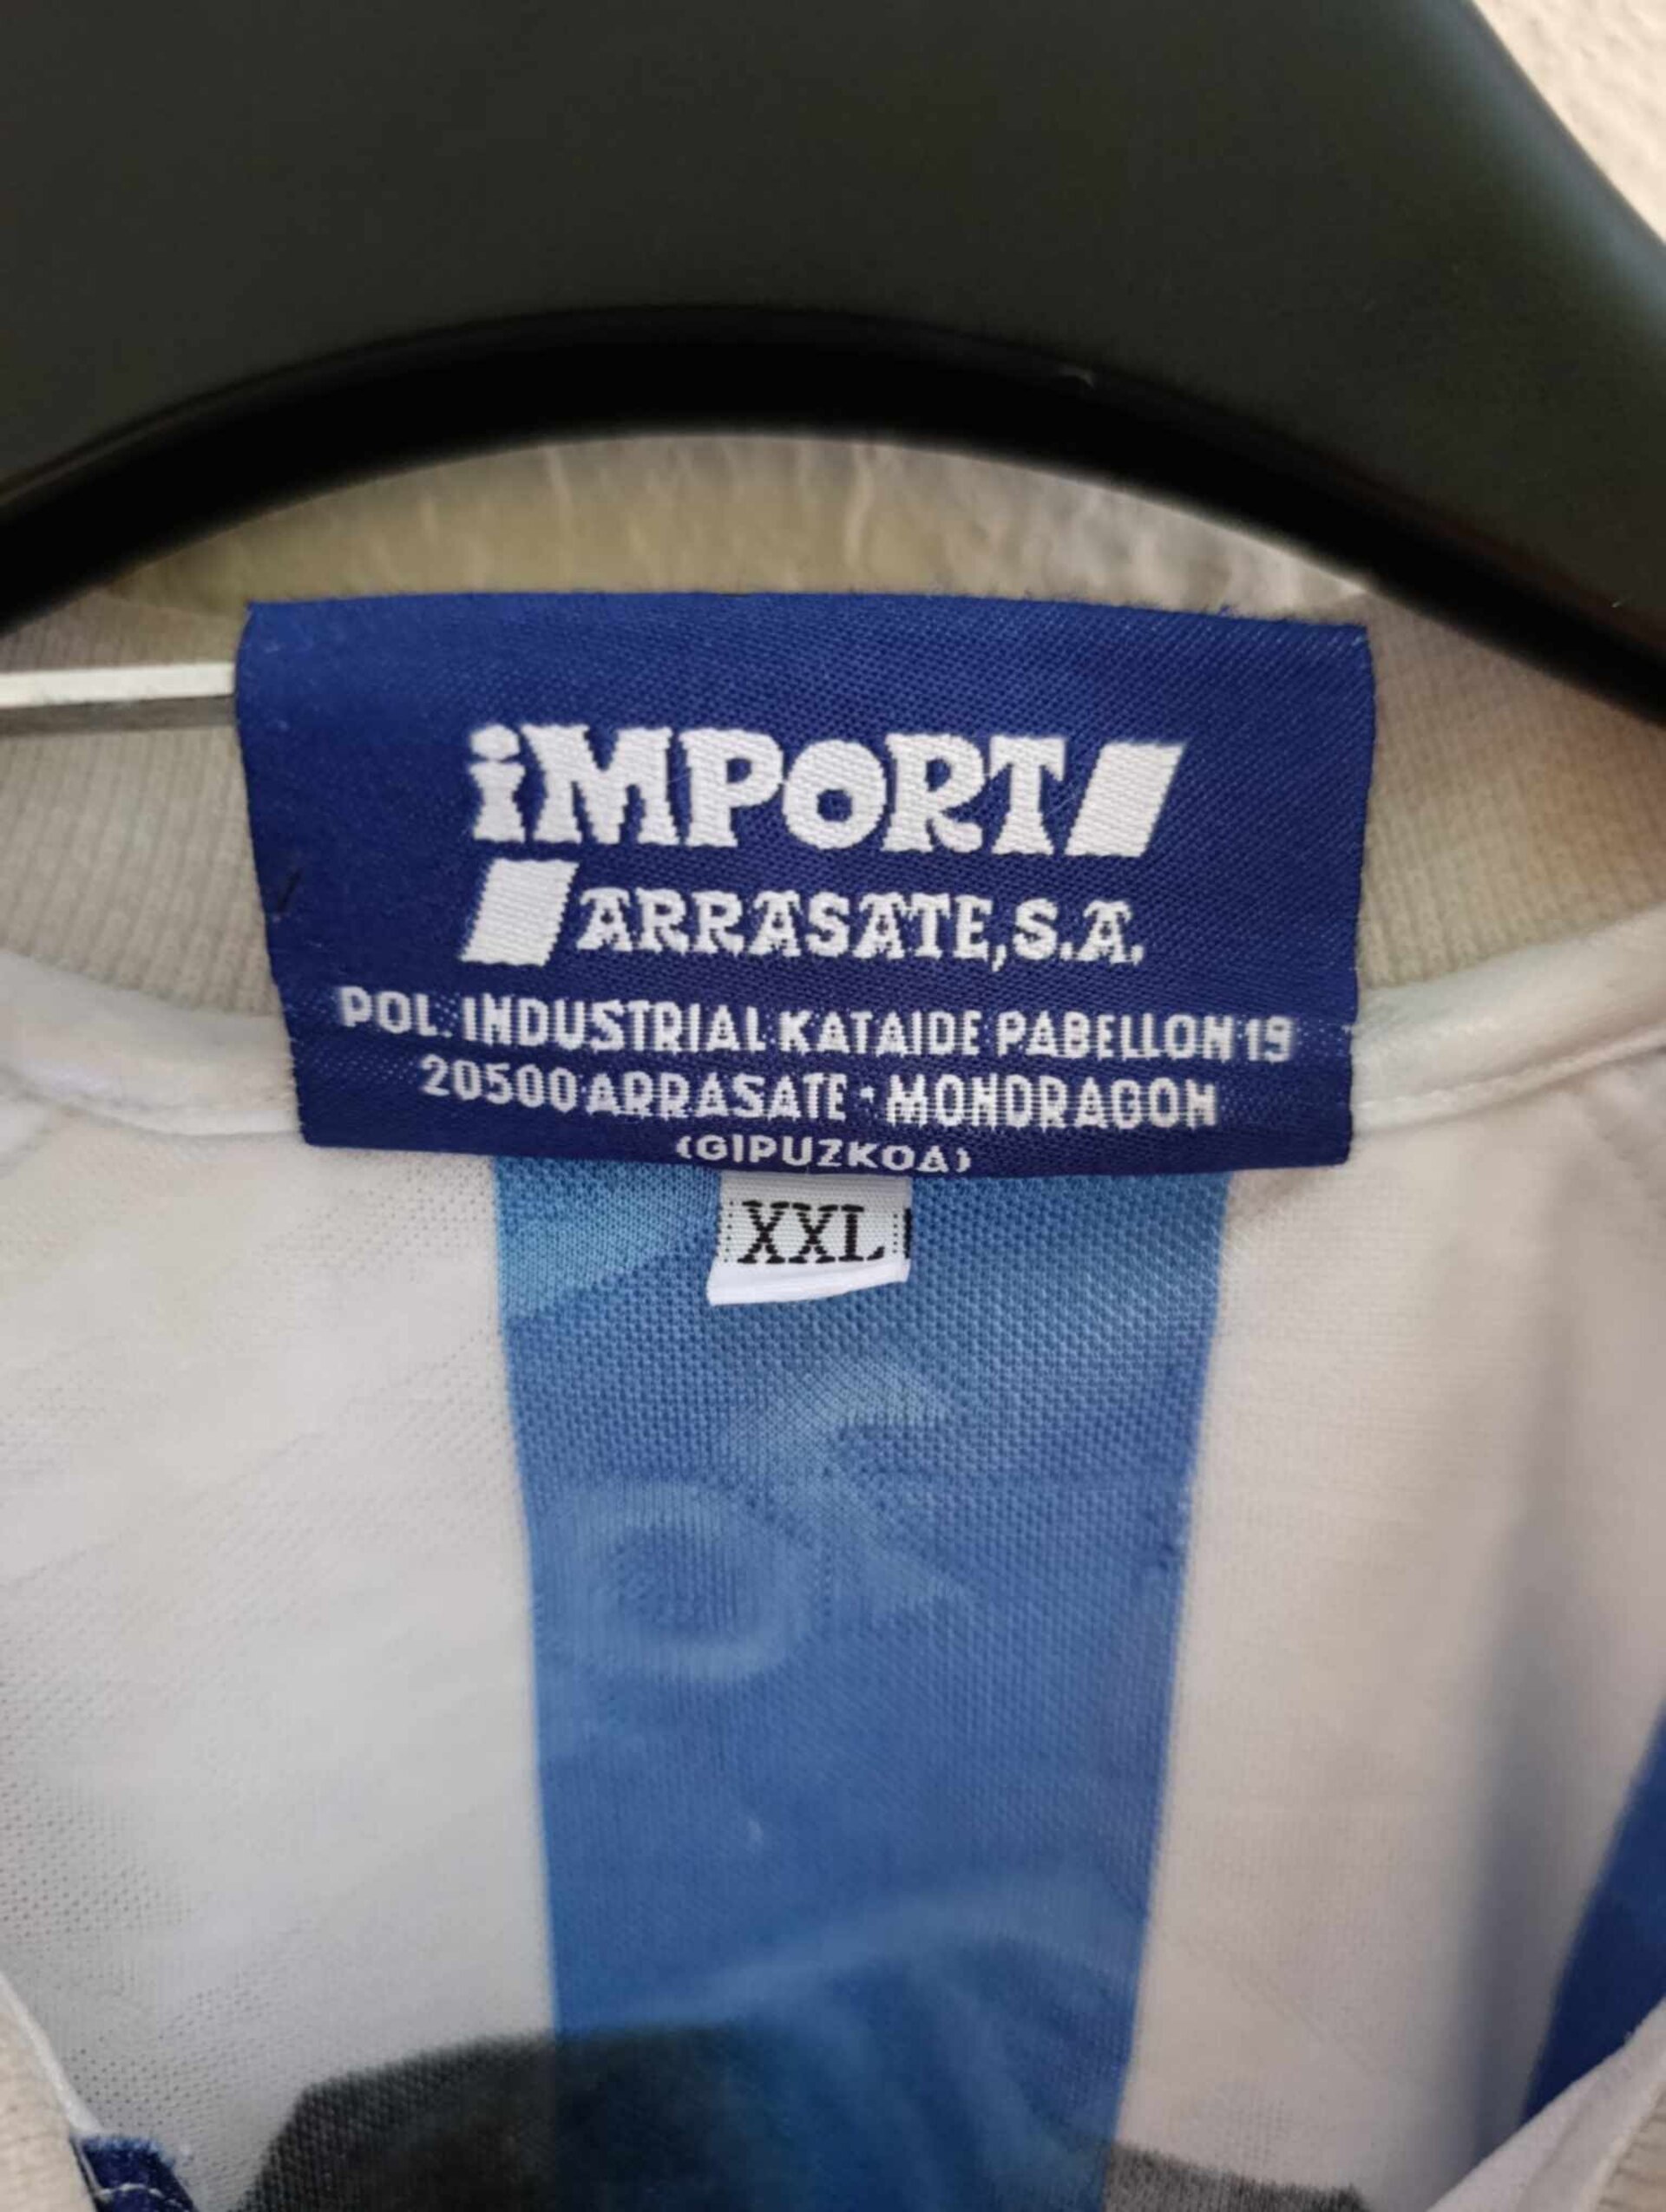 iMPORT
ARRASATE, S.A.
POL. INDUSTRIAL KATAIDE PABELLON 19
20500 ARRASATE - MONDRAGON
(GIPUZKOA)
XXL